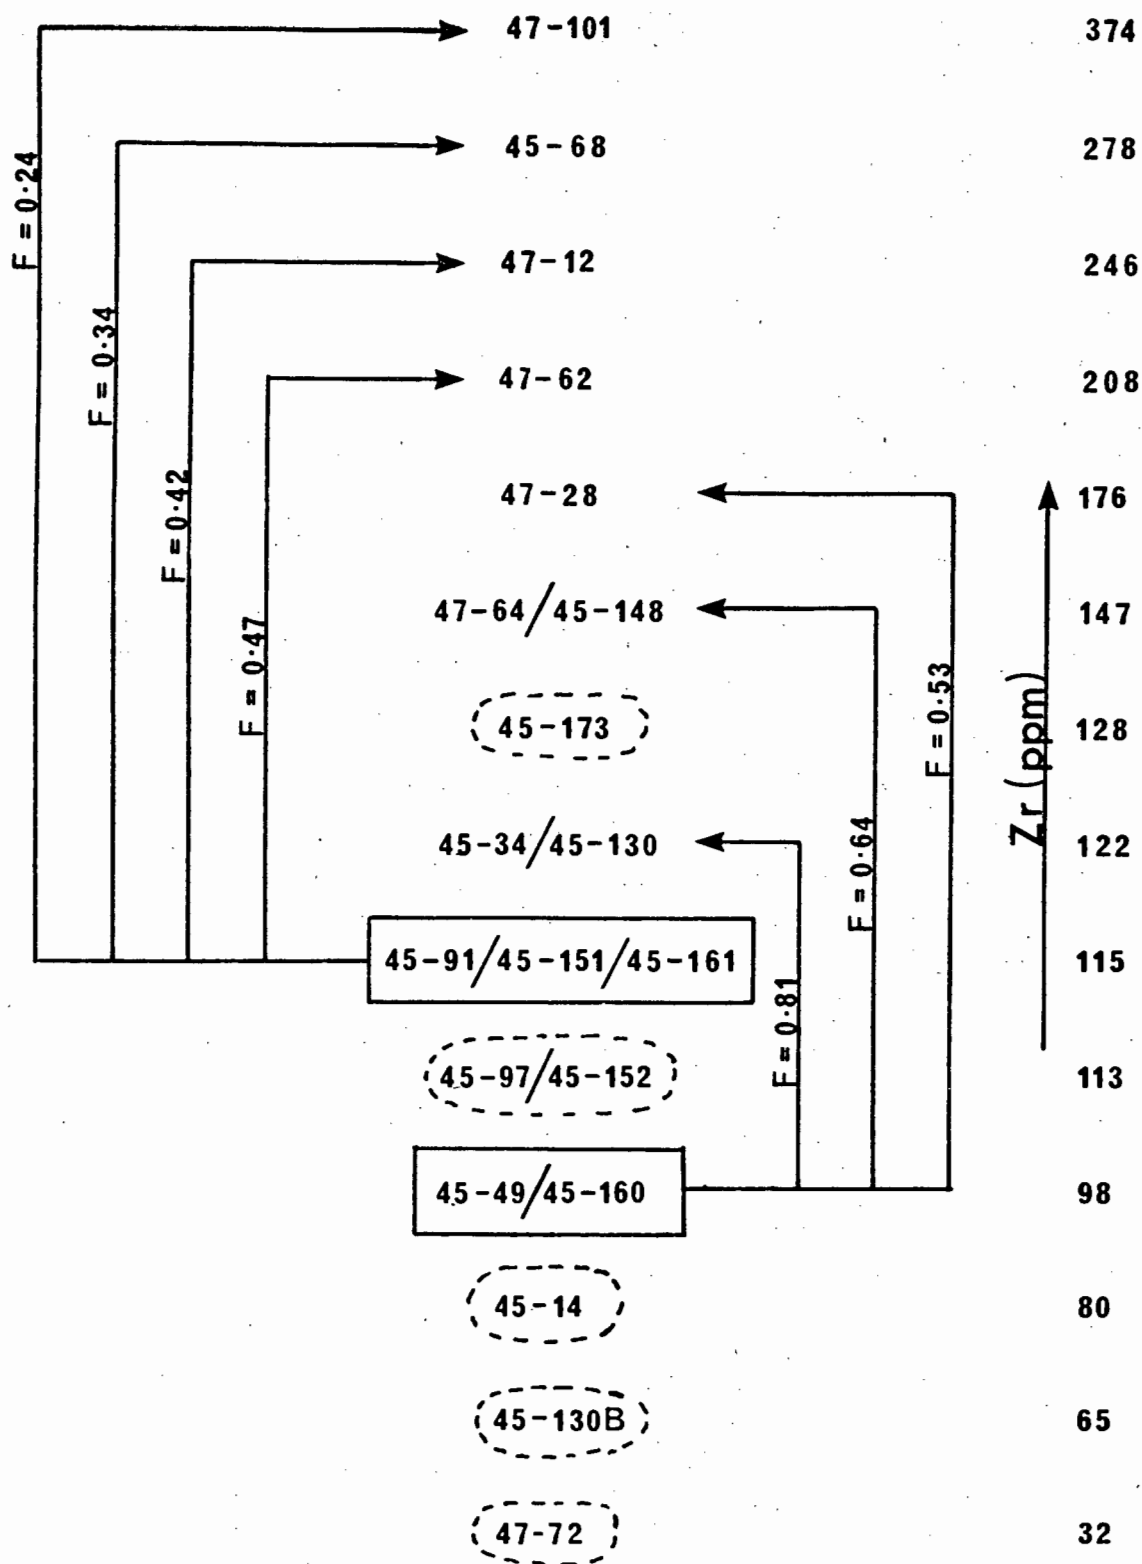 47-101 374
45-68 278
47-12 246
47-62 208
47-28 176
47-64/45-148 147
45-173 128
45-34/45-130 122
45-91/45-151/45-161 115
45-97/45-152 113
45-49/45-160 98
45-14 80
45-130B 65
47-72 32
F = 0·24
F = 0·34
F = 0·42
F = 0·47
F = 0·81
F = 0·64
F = 0·53
Zr (ppm)